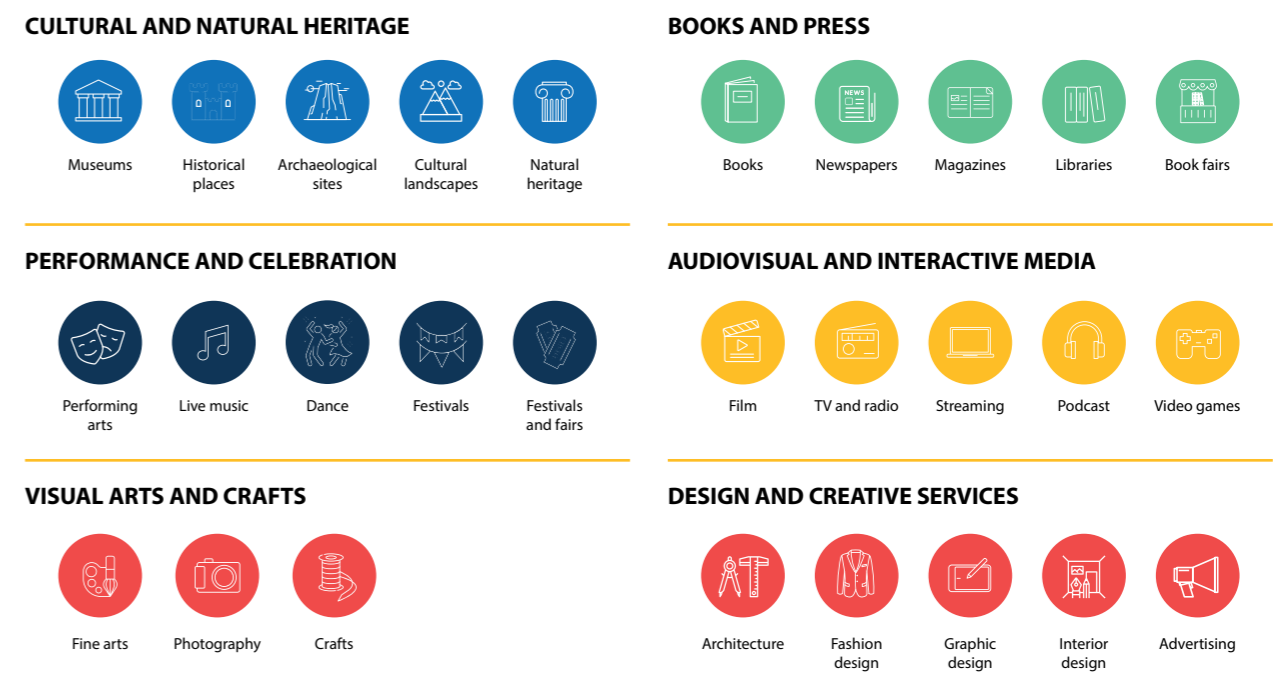 CULTURAL AND NATURAL HERITAGE
Museums
Historical
places
Archaeological
sites
Cultural
landscapes
Natural
heritage
BOOKS AND PRESS
NEWS
Books
Newspapers
Magazines
Libraries
Book fairs
PERFORMANCE AND CELEBRATION
Performing
arts
Live music
Dance
Festivals
Festivals
and fairs
AUDIOVISUAL AND INTERACTIVE MEDIA
Film
TV and radio
Streaming
Podcast
Video games
VISUAL ARTS AND CRAFTS
Fine arts
Photography
Crafts
DESIGN AND CREATIVE SERVICES
Architecture
Fashion
design
Graphic
design
Interior
design
Advertising